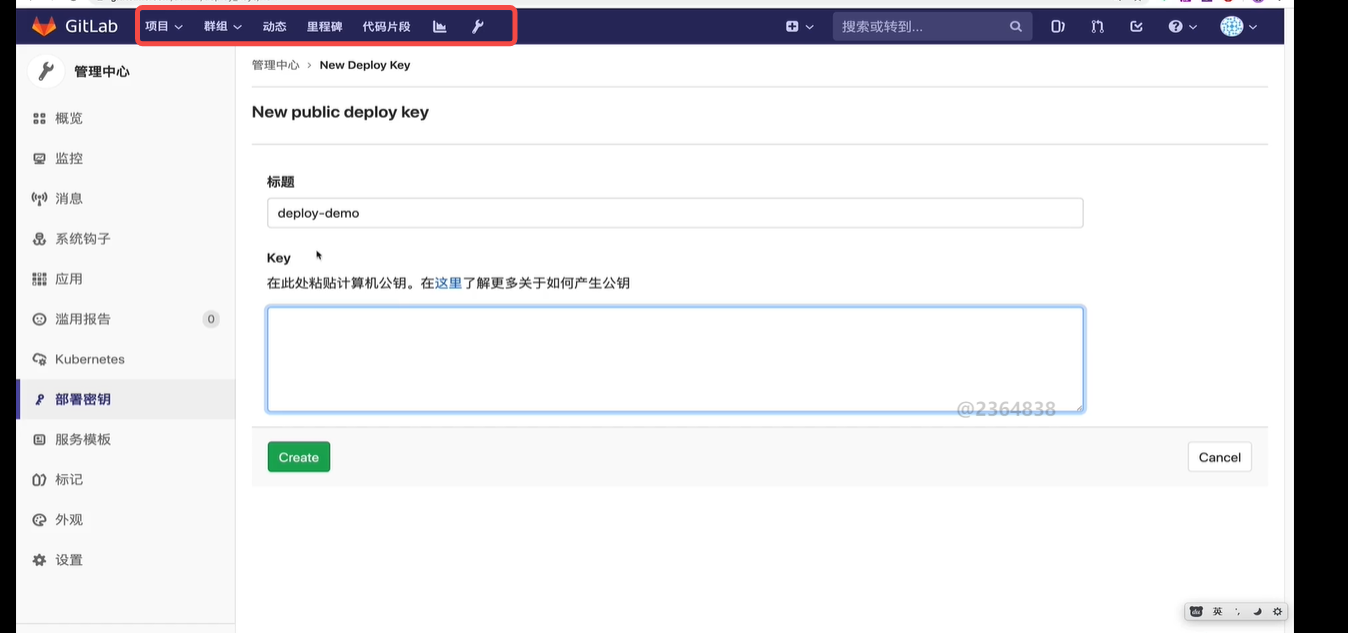 GitLab 项目 群组 动态 里程碑 代码片段 搜索或转到...
管理中心
管理中心 › New Deploy Key
New public deploy key
概览
监控
消息
系统钩子
应用
滥用报告 0
Kubernetes
部署密钥
服务模板
标记
外观
设置
标题
deploy-demo
Key
在此处粘贴计算机公钥。在这里了解更多关于如何产生公钥
@2364838
Create Cancel
英